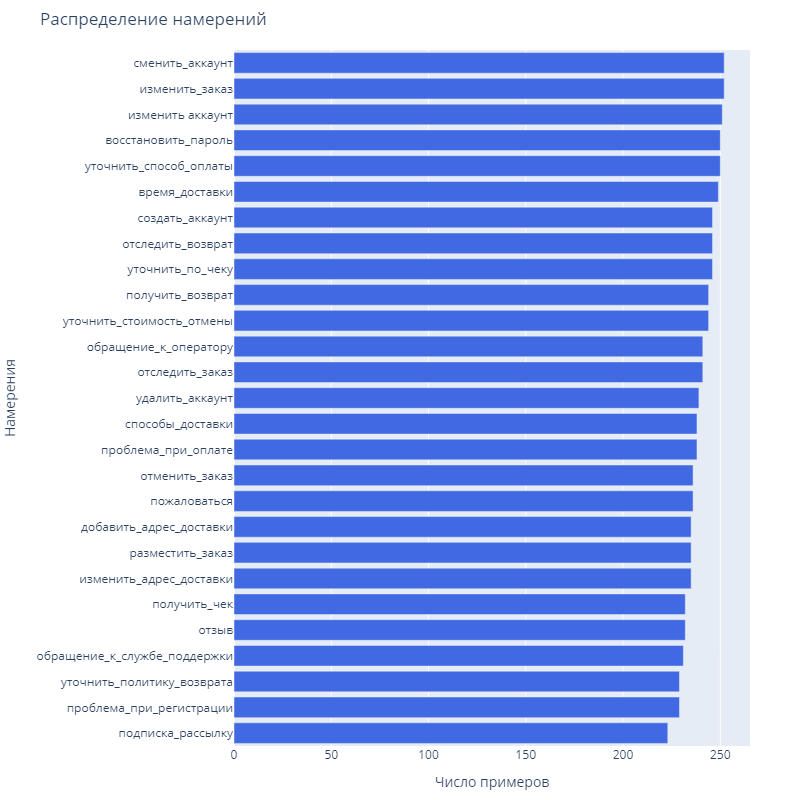 Распределение намерений
сменить_аккаунт
изменить_заказ
изменить аккаунт
восстановить_пароль
уточнить_способ_оплаты
время_доставки
создать_аккаунт
отследить_возврат
уточнить_по_чеку
получить_возврат
уточнить_стоимость_отмены
обращение_к_оператору
отследить_заказ
удалить_аккаунт
способы_доставки
проблема_при_оплате
отменить_заказ
пожаловаться
добавить_адрес_доставки
разместить_заказ
изменить_адрес_доставки
получить_чек
отзыв
обращение_к_службе_поддержки
уточнить_политику_возврата
проблема_при_регистрации
подписка_рассылку
Намерения
0 50 100 150 200 250
Число примеров